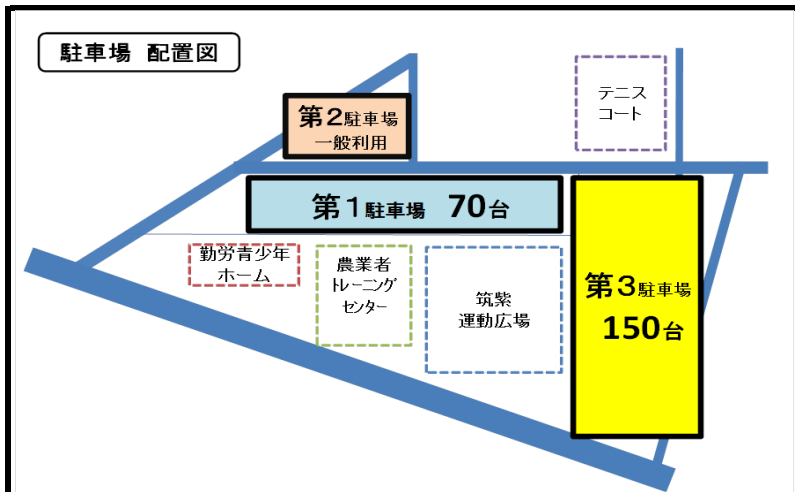 駐車場 配置図
テニス
コート
第2駐車場
一般利用
第1駐車場 70台
勤労青少年
ホーム
農業者
トレーニング
センター
筑紫
運動広場
第3駐車場
150台